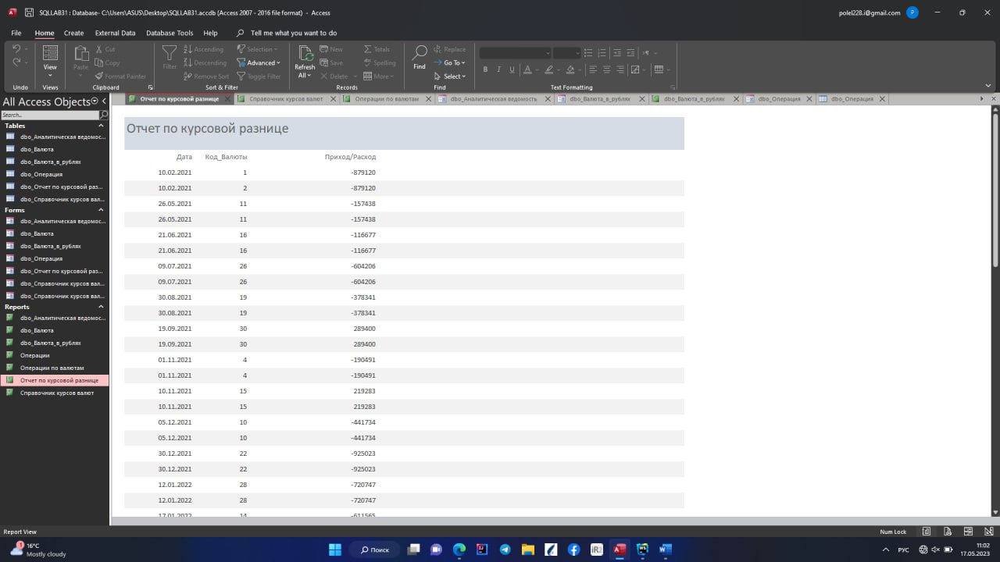 SQLLAB31 : Database- C:\Users\ASUS\Desktop\SQLLAB31.accdb (Access 2007 - 2016 file format) - Access
polel228.i@gmail.com
P
File Home Create External Data Database Tools Help Tell me what you want to do
View
Paste
Cut
Copy
Format Painter
Filter
Ascending
Descending
Remove Sort
Selection
Advanced
Toggle Filter
Refresh All
New
Save
Delete
Totals
Spelling
More
Find
Replace
Go To
Select
B I U A
Undo Views Clipboard Sort & Filter Records Find Text Formatting
All Access Objects
Search...
Tables
dbo_Аналитическая ведомос...
dbo_Валюта
dbo_Валюта_в_рублях
dbo_Операция
dbo_Отчет по курсовой раз...
dbo_Справочник курсов вал...
Forms
dbo_Аналитическая ведомос...
dbo_Валюта
dbo_Валюта_в_рублях
dbo_Операция
dbo_Отчет по курсовой раз...
dbo_Справочник курсов вал...
dbo_Справочник курсов вал...
Reports
dbo_Аналитическая ведомос...
dbo_Валюта
dbo_Валюта_в_рублях
Операции
Операции по валютам
Отчет по курсовой разнице
Справочник курсов валют
Отчет по курсовой разнице Справочник курсов валют Операции по валютам dbo_Аналитическая ведомость dbo_Валюта_в_рублях dbo_Валюта_в_рублях dbo_Операция dbo_Операция
Отчет по курсовой разнице
Дата Код_Валюты Приход/Расход
10.02.2021 1 -879120
10.02.2021 2 -879120
26.05.2021 11 -157438
26.05.2021 11 -157438
21.06.2021 16 -116677
21.06.2021 16 -116677
09.07.2021 26 -604206
09.07.2021 26 -604206
30.08.2021 19 -378341
30.08.2021 19 -378341
19.09.2021 30 289400
19.09.2021 30 289400
01.11.2021 4 -190491
01.11.2021 4 -190491
10.11.2021 15 219283
10.11.2021 15 219283
05.12.2021 10 -441734
05.12.2021 10 -441734
30.12.2021 22 -925023
30.12.2021 22 -925023
12.01.2022 28 -720747
12.01.2022 28 -720747
17.01.2022 14 -611565
Report View
Num Lock
1
16°C
Mostly cloudy
Поиск
iR2
РУС
11:02
17.05.2023